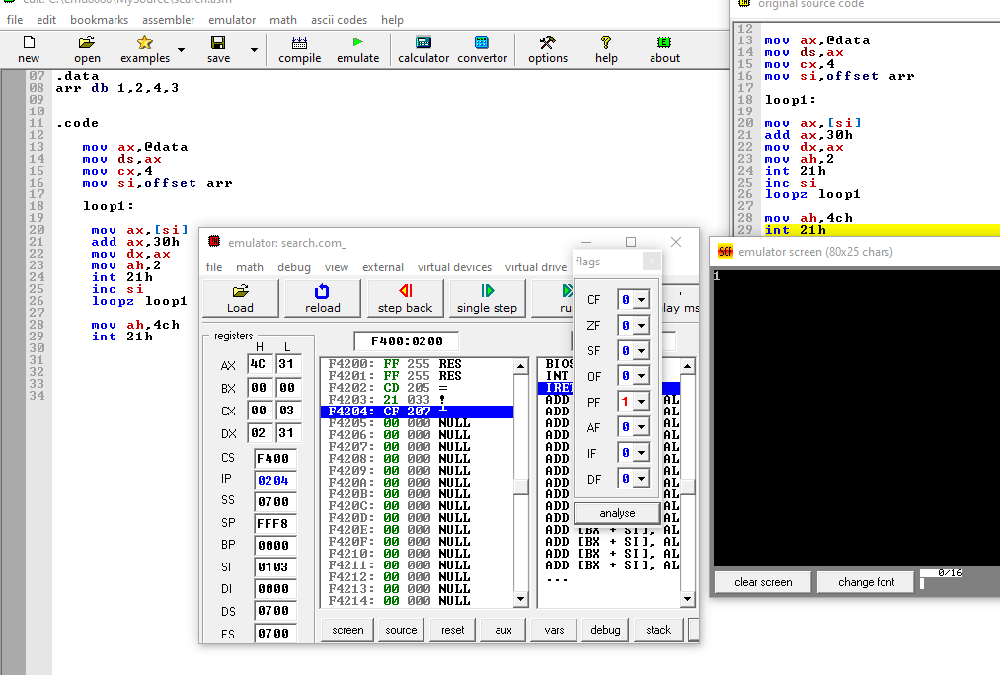 edit: C:\emu8086\MySource\search.asm
file edit bookmarks assembler emulator math ascii codes help
new open examples save compile emulate calculator convertor options help about
07 .data
08 arr db 1,2,4,3
09
10
11 .code
12
13 mov ax,@data
14 mov ds,ax
15 mov cx,4
16 mov si,offset arr
17
18 loop1:
19
20 mov ax,[si]
21 add ax,30h
22 mov dx,ax
23 mov ah,2
24 int 21h
25 inc si
26 loopz loop1
27
28 mov ah,4ch
29 int 21h
30
31
32
33
34
original source code
12
13 mov ax,@data
14 mov ds,ax
15 mov cx,4
16 mov si,offset arr
17
18 loop1:
19
20 mov ax,[si]
21 add ax,30h
22 mov dx,ax
23 mov ah,2
24 int 21h
25 inc si
26 loopz loop1
27
28 mov ah,4ch
29 int 21h
emulator: search.com_
file math debug view external virtual devices virtual drive
Load reload step back single step ru lay ms
registers
H L
AX 4C 31
BX 00 00
CX 00 03
DX 02 31
CS F400
IP 0204
SS 0700
SP FFF8
BP 0000
SI 0103
DI 0000
DS 0700
ES 0700
F400:0200
F4200: FF 255 RES
F4201: FF 255 RES
F4202: CD 205 =
F4203: 21 033 !
F4204: CF 207
F4205: 00 000 NULL
F4206: 00 000 NULL
F4207: 00 000 NULL
F4208: 00 000 NULL
F4209: 00 000 NULL
F420A: 00 000 NULL
F420B: 00 000 NULL
F420C: 00 000 NULL
F420D: 00 000 NULL
F420E: 00 000 NULL
F420F: 00 000 NULL
F4210: 00 000 NULL
F4211: 00 000 NULL
F4212: 00 000 NULL
F4213: 00 000 NULL
F4214: 00 000 NULL
BIOS
INT
IRET
ADD AL
ADD AL
ADD AL
ADD AL
ADD AL
ADD AL
ADD AL
ADD AL
ADD AL
ADD AL
ADD AL
ADD [BX + SI], AL
ADD [BX + SI], AL
ADD [BX + SI], AL
ADD [BX + SI], AL
...
screen source reset aux vars debug stack
flags
CF 0
ZF 0
SF 0
OF 0
PF 1
AF 0
IF 0
DF 0
analyse
emulator screen (80x25 chars)
1
clear screen change font 0/16